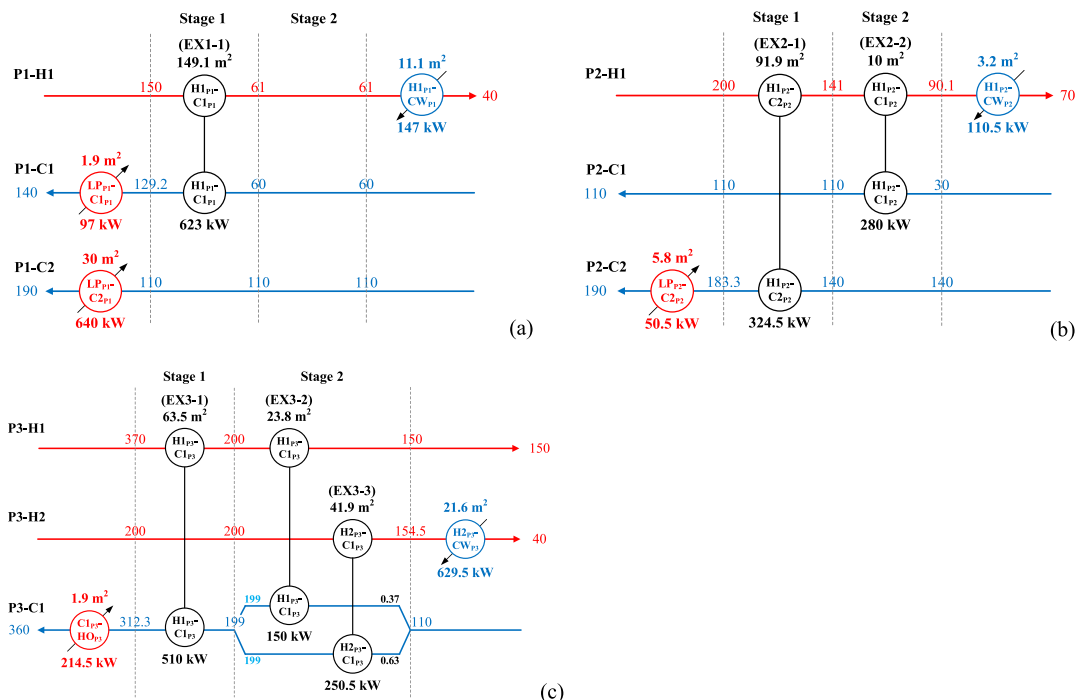 Stage 1 Stage 2
(EX1-1)
149.1 m²
11.1 m²
P1-H1
150
H1P1-
C1P1
61
61
H1P1-
CWP1
40
147 kW
1.9 m²
P1-C1
140
LPP1-
C1P1
129.2
H1P1-
C1P1
60
60
97 kW
623 kW
30 m²
P1-C2
190
LPP1-
C2P1
110
110
110
640 kW
(a)
Stage 1 Stage 2
(EX2-1)
91.9 m²
(EX2-2)
10 m²
3.2 m²
P2-H1
200
H1P2-
C2P2
141
H1P2-
C1P2
90.1
H1P2-
CWP2
70
110.5 kW
P2-C1
110
110
110
H1P2-
C1P2
30
280 kW
5.8 m²
P2-C2
190
LPP2-
C2P2
183.3
H1P2-
C2P2
140
140
50.5 kW
324.5 kW
(b)
Stage 1 Stage 2
(EX3-1)
63.5 m²
(EX3-2)
23.8 m²
P3-H1
370
H1P3-
C1P3
200
H1P3-
C1P3
150
150
(EX3-3)
41.9 m²
21.6 m²
P3-H2
200
200
H2P3-
C1P3
154.5
H2P3-
CWP3
40
629.5 kW
1.9 m²
P3-C1
199
H1P3-
C1P3
0.37
150 kW
360
C1P3-
HOP3
312.3
H1P3-
C1P3
199
110
214.5 kW
510 kW
199
H2P3-
C1P3
0.63
250.5 kW
(c)